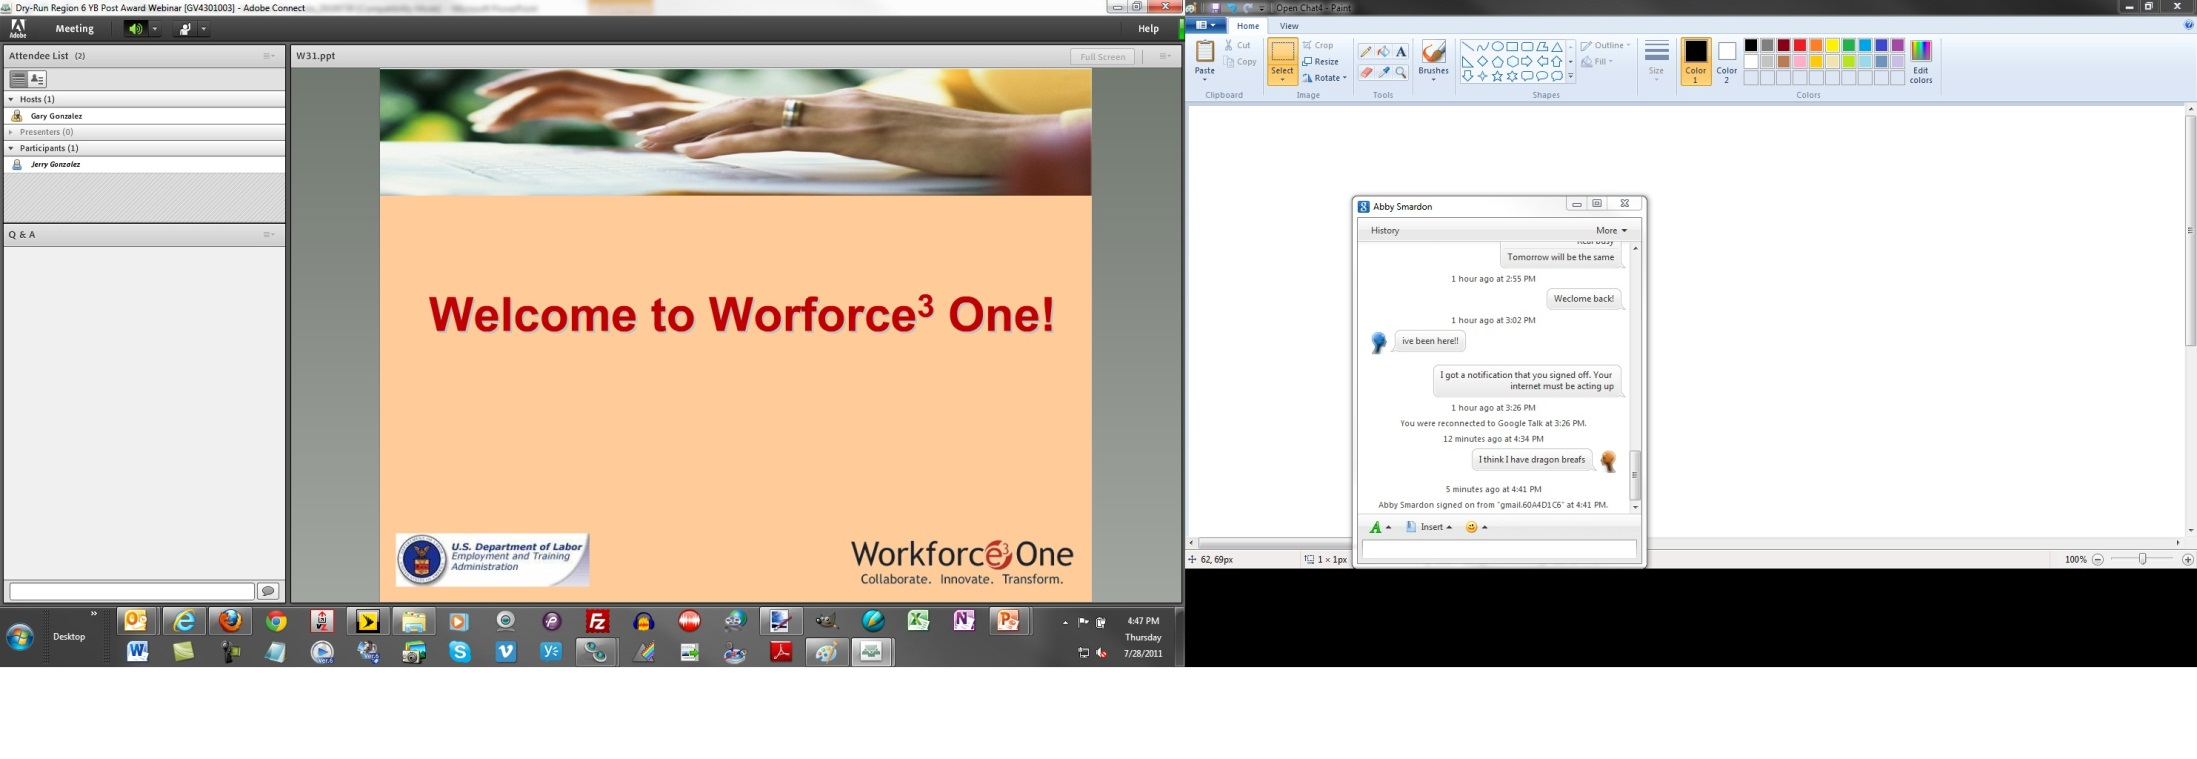 Dry-Run Region 6 YB Post Award Webinar [GV4301003] - Adobe Connect
Adobe
Meeting
Help
Attendee List (2)
Hosts (1)
Gary Gonzalez
Presenters (0)
Participants (1)
Jerry Gonzalez
Q & A
W31.ppt
Full Screen
Welcome to Worforce3 One!
U.S. Department of Labor
Employment and Training
Administration
Workforce3One
Collaborate. Innovate. Transform.
Desktop
4:47 PM
Thursday
7/28/2011
Open Chat4 - Paint
Home
View
Paste
Cut
Copy
Clipboard
Select
Crop
Resize
Rotate
Image
Tools
Brushes
Outline
Fill
Shapes
Size
Color
1
Color
2
Edit
colors
Colors
Abby Smardon
History
More
Tomorrow will be the same
1 hour ago at 2:55 PM
Weclome back!
1 hour ago at 3:02 PM
ive been here!!
I got a notification that you signed off. Your
internet must be acting up
1 hour ago at 3:26 PM
You were reconnected to Google Talk at 3:26 PM.
12 minutes ago at 4:34 PM
I think I have dragon breafs
5 minutes ago at 4:41 PM
Abby Smardon signed on from "gmail.60A4D1C6" at 4:41 PM.
Insert
62, 69px
1 × 1px
100%